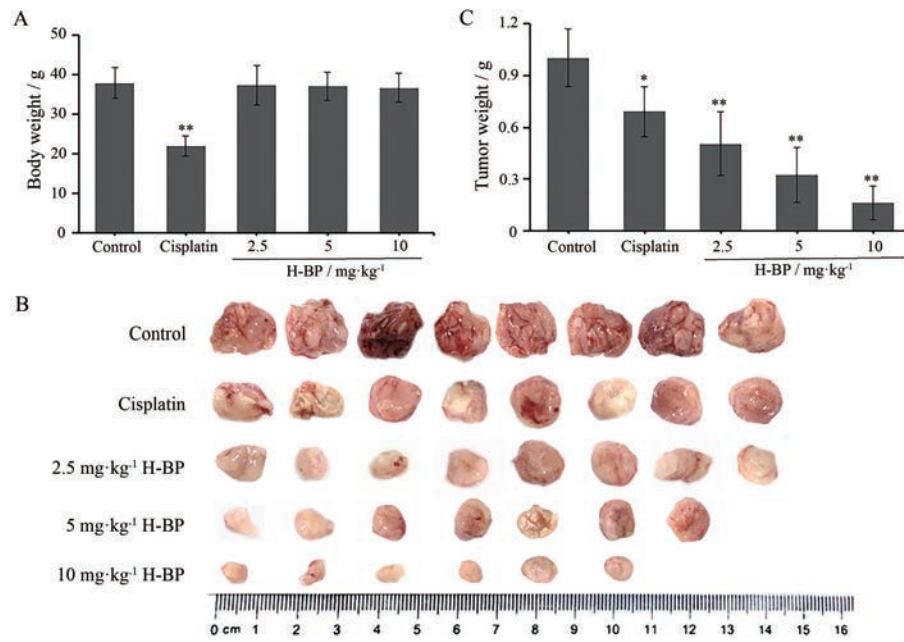 A
50
40
30
20
10
0
Body weight / g
**
Control
Cisplatin
2.5
5
10
H-BP / mg·kg⁻¹
C
1.2
0.9
0.6
0.3
0
Tumor weight / g
*
**
**
**
Control
Cisplatin
2.5
5
10
H-BP / mg·kg⁻¹
B
Control
Cisplatin
2.5 mg·kg⁻¹ H-BP
5 mg·kg⁻¹ H-BP
10 mg·kg⁻¹ H-BP
0 cm 1 2 3 4 5 6 7 8 9 10 11 12 13 14 15 16